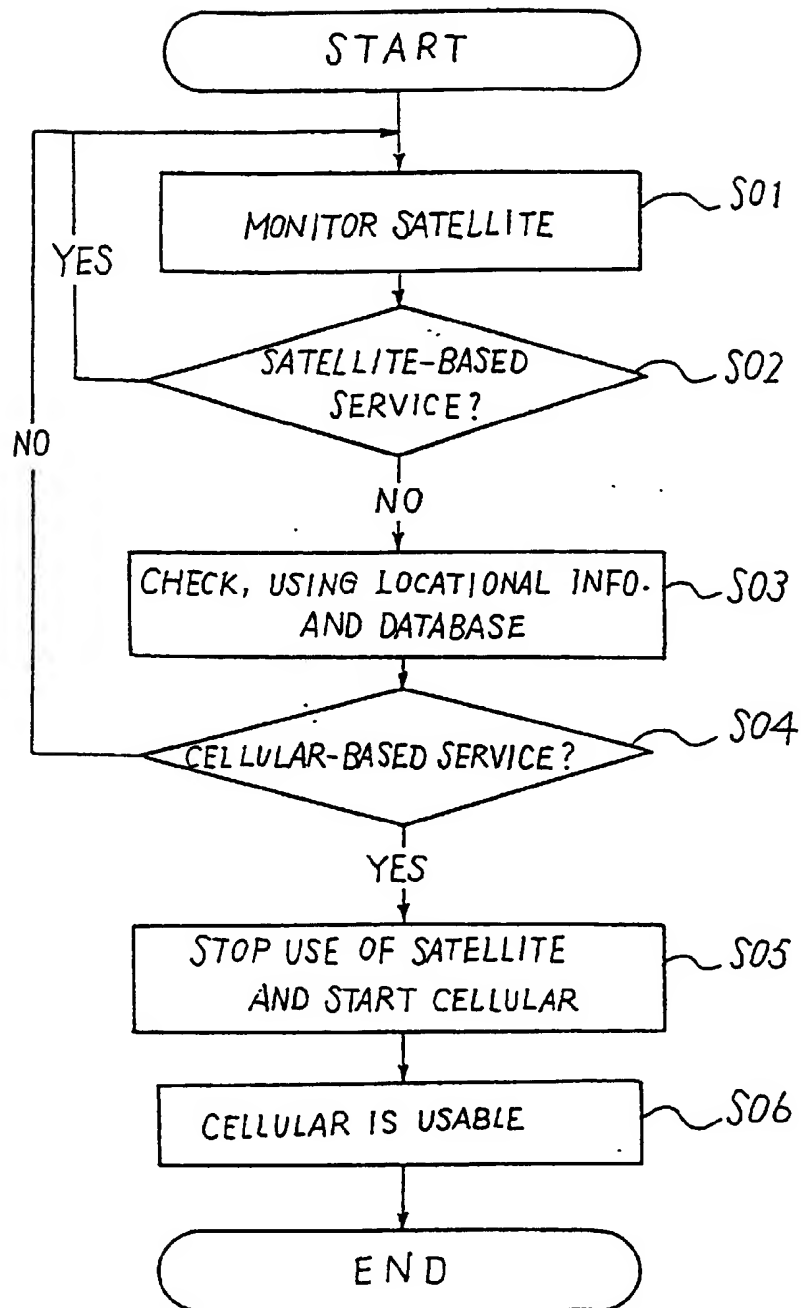 START
MONITOR SATELLITE
S01
YES
SATELLITE-BASED
SERVICE?
S02
NO
NO
CHECK, USING LOCATIONAL INFO.
AND DATABASE
S03
CELLULAR-BASED SERVICE?
S04
YES
STOP USE OF SATELLITE
AND START CELLULAR
S05
CELLULAR IS USABLE
S06
END